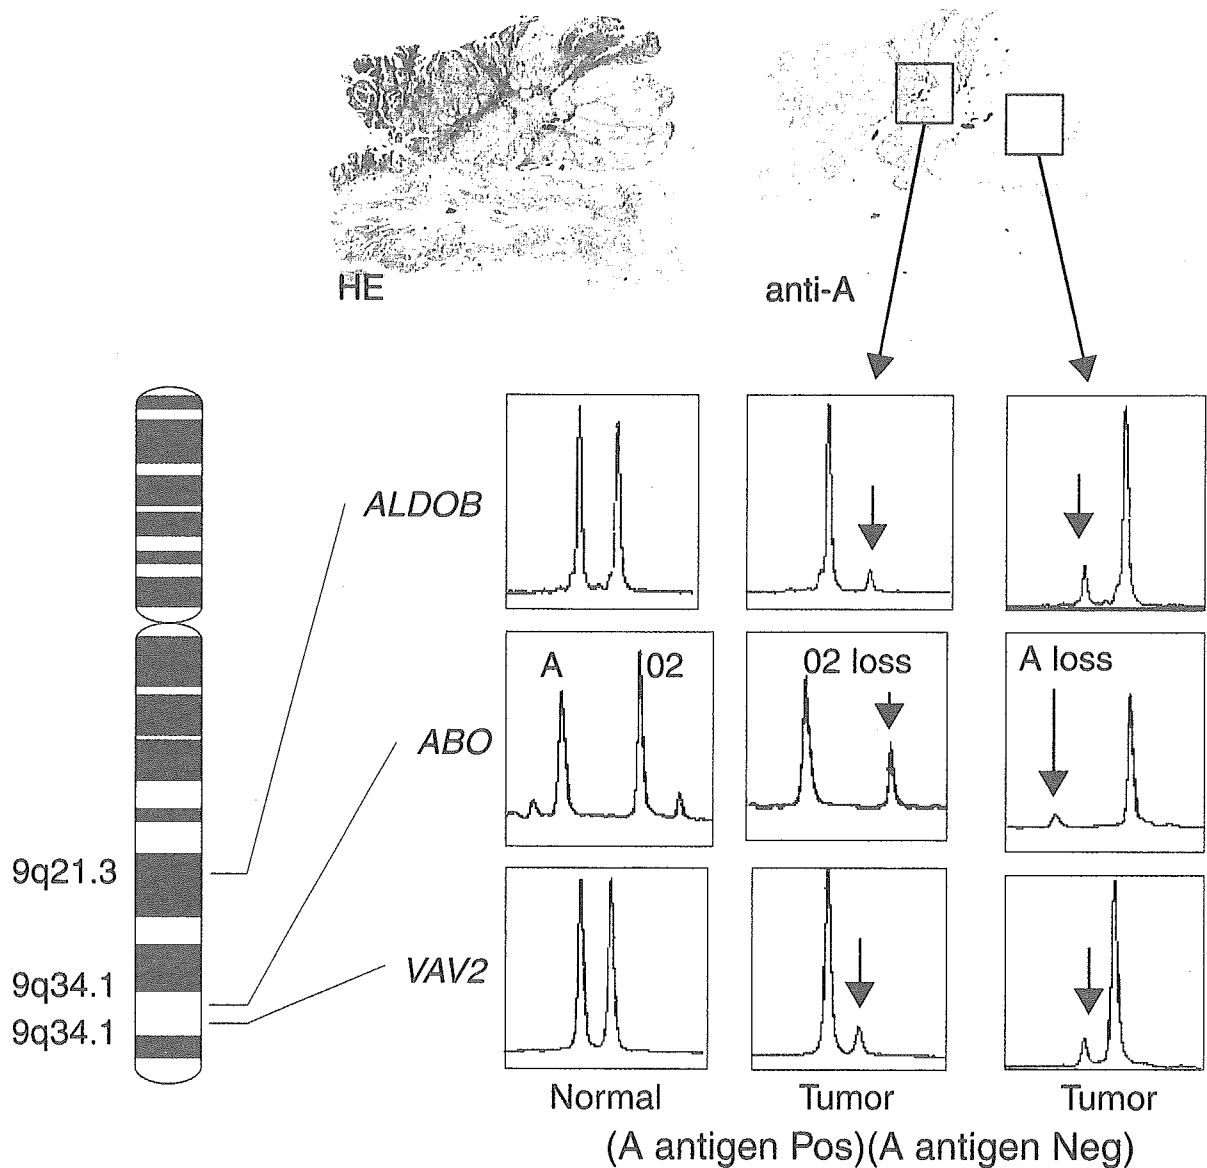 HE
anti-A
ALDOB
A
02
02 loss
A loss
ABO
9q21.3
9q34.1
9q34.1
VAV2
Normal
Tumor
Tumor
(A antigen Pos)(A antigen Neg)